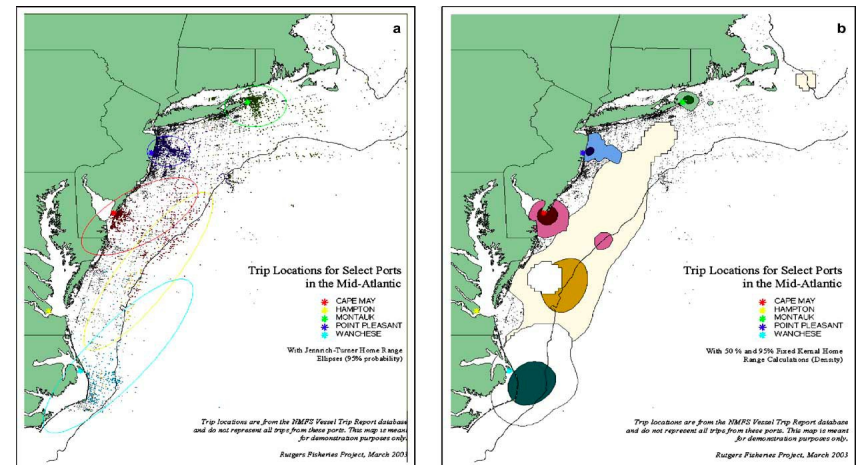 a
Trip Locations for Select Ports
in the Mid-Atlantic
CAPE MAY
HAMPTON
MONTAUK
POINT PLEASANT
WANCHESE
With Jennrich-Turner Home Range
Ellipses (95% probability)
Trip locations are from the NMFS Vessel Trip Report database
and do not represent all trips from these ports. This map is meant
for demonstration purposes only.
Rutgers Fisheries Project, March 2003
b
Trip Locations for Select Ports
in the Mid-Atlantic
CAPE MAY
HAMPTON
MONTAUK
POINT PLEASANT
WANCHESE
With 50 % and 95% Fixed Kernal Home
Range Calculations (Density)
Trip locations are from the NMFS Vessel Trip Report database
and do not represent all trips from these ports. This map is meant
for demonstration purposes only.
Rutgers Fisheries Project, March 2003